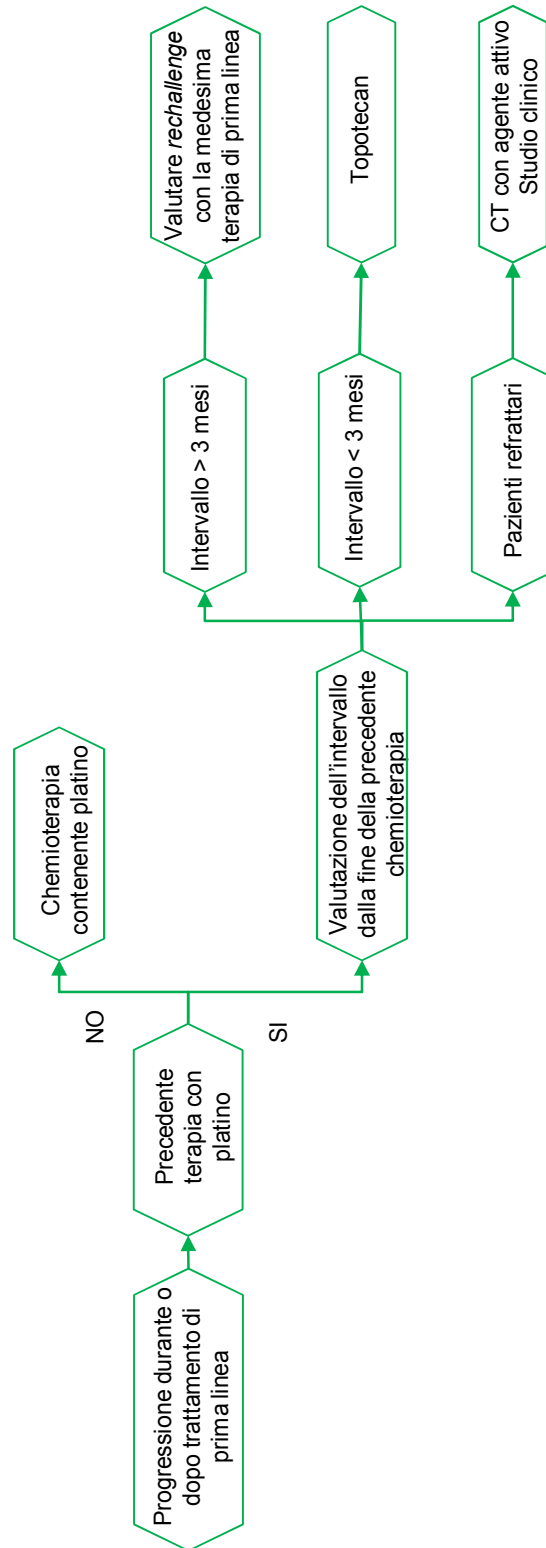 Progressione durante o
dopo trattamento di
prima linea
Precedente
terapia con
platino
NO
SI
Chemioterapia
contenente platino
Valutazione dell'intervallo
dalla fine della precedente
chemioterapia
Intervallo > 3 mesi
Intervallo < 3 mesi
Pazienti refrattari
Valutare rechallenge
con la medesima
terapia di prima linea
Topotecan
CT con agente attivo
Studio clinico